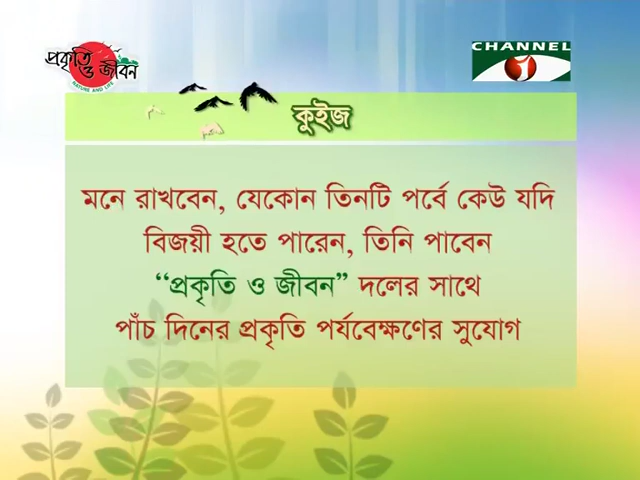 প্রকৃতি ও জীবন
NATURE AND LIFE
CHANNEL
i
কুইজ
মনে রাখবেন, যেকোন তিনটি পর্বে কেউ যদি
বিজয়ী হতে পারেন, তিনি পাবেন
“প্রকৃতি ও জীবন” দলের সাথে
পাঁচ দিনের প্রকৃতি পর্যবেক্ষণের সুযোগ